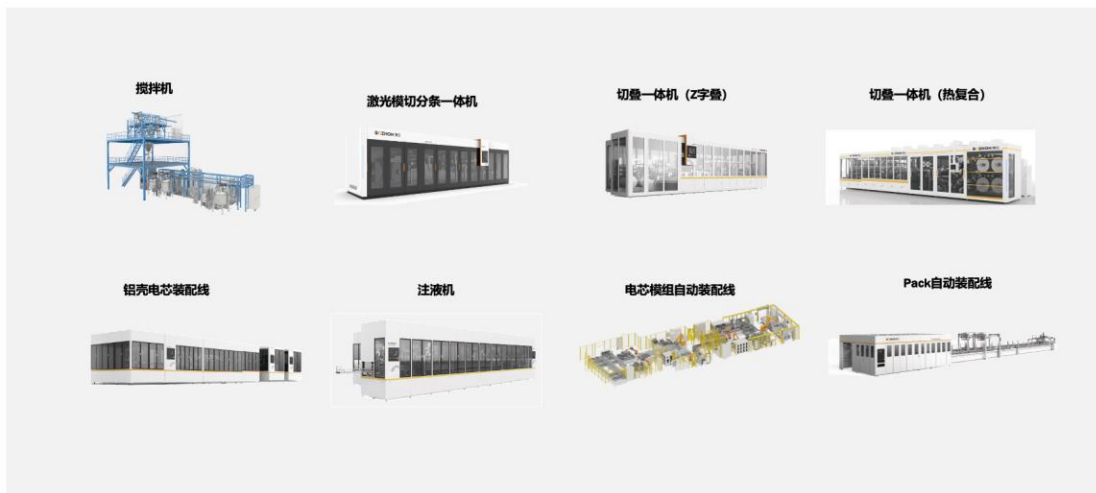 搅拌机
激光模切分条一体机
切叠一体机（Z字叠）
切叠一体机（热复合）
铝壳电芯装配线
注液机
电芯模组自动装配线
Pack自动装配线